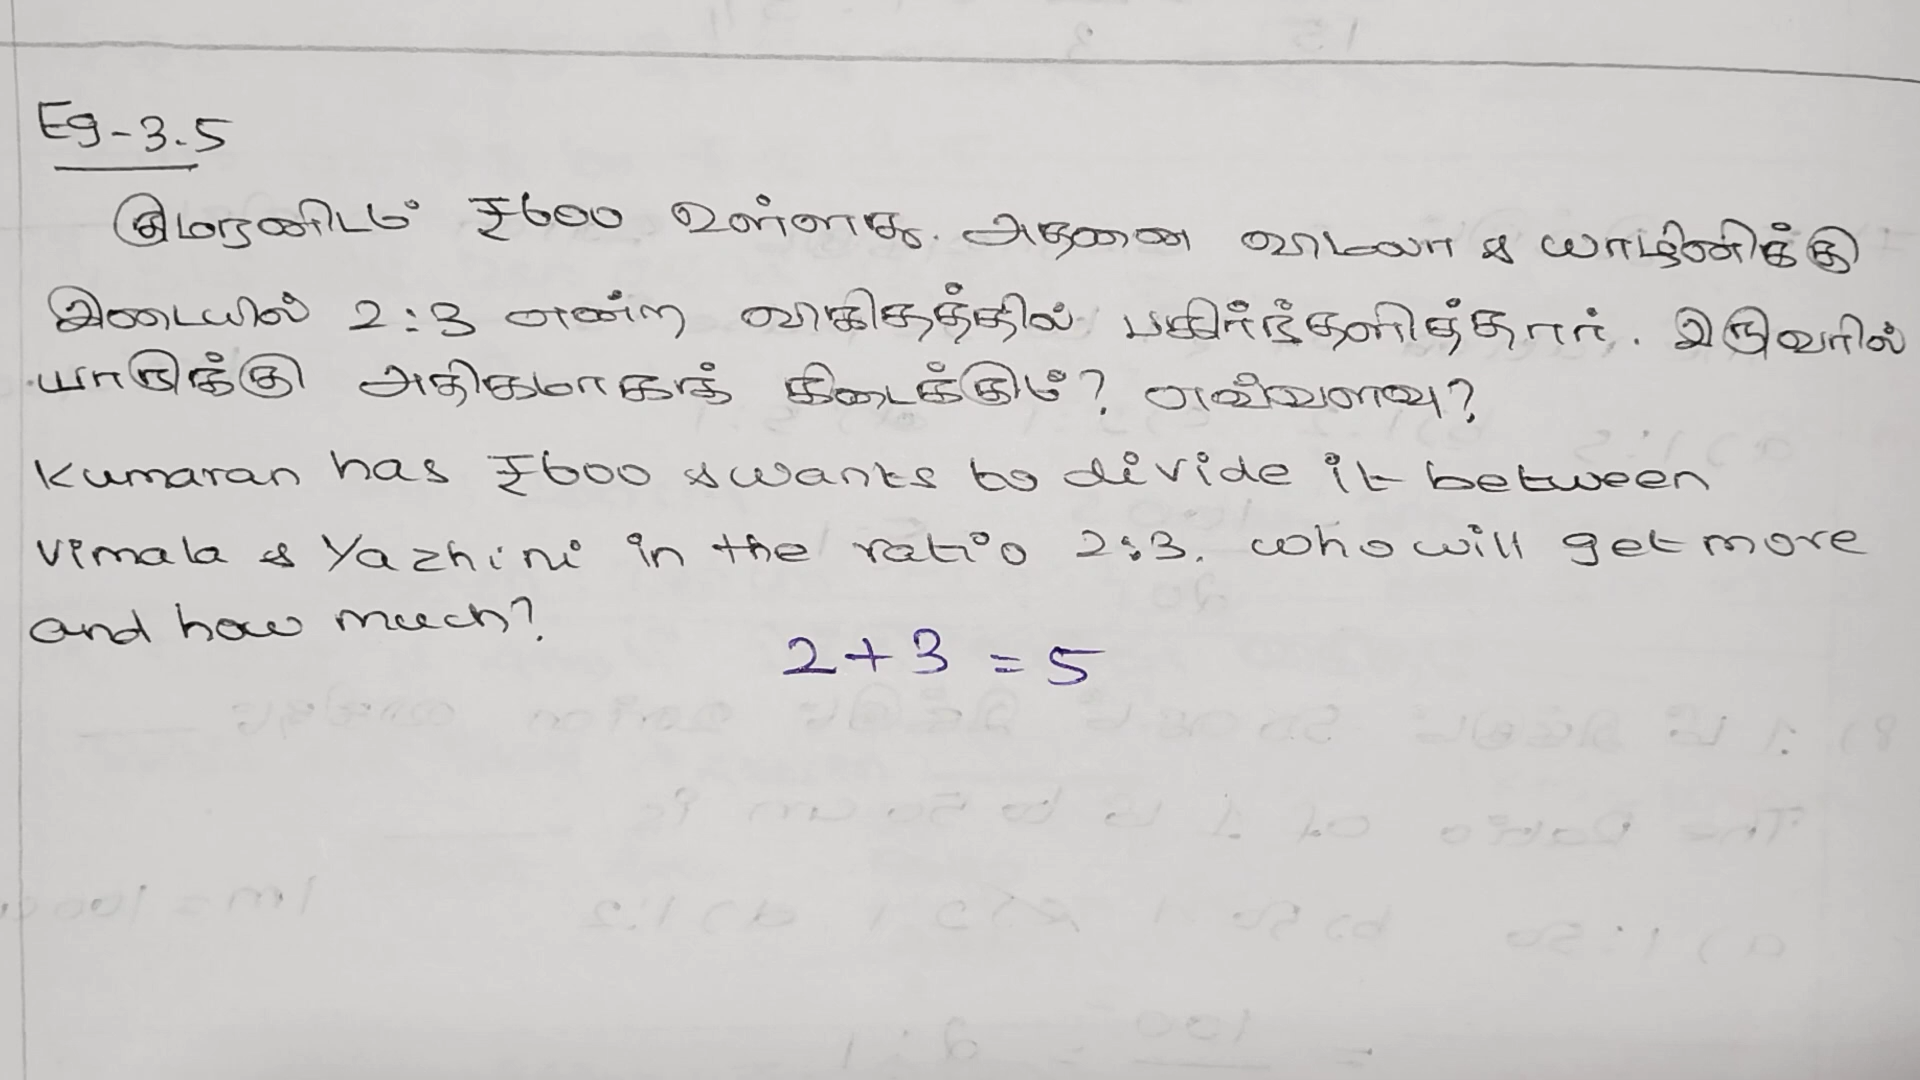 Eg-3.5
குமரனிடம் ₹600 உள்ளது. அதனை விமலா & யாழினிக்கு
இடையில் 2:3 என்ற விகிதத்தில் பகிர்ந்தளித்தார். இருவரில்
யாருக்கு அதிகமாகக் கிடைக்கும்? எவ்வளவு?
Kumaran has ₹600 & wants to divide it between
Vimala & Yazhini in the ratio 2:3. who will get more
and how much?
2+3 = 5